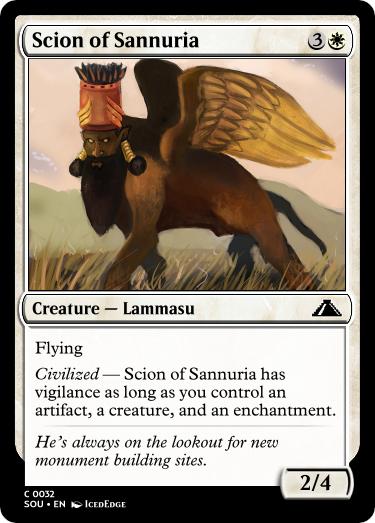 Scion of Sannuria 3
Creature — Lammasu
Flying
Civilized — Scion of Sannuria has
vigilance as long as you control an
artifact, a creature, and an enchantment.
He's always on the lookout for new
monument building sites.
2/4
C 0032
SOU • EN IcedEdge